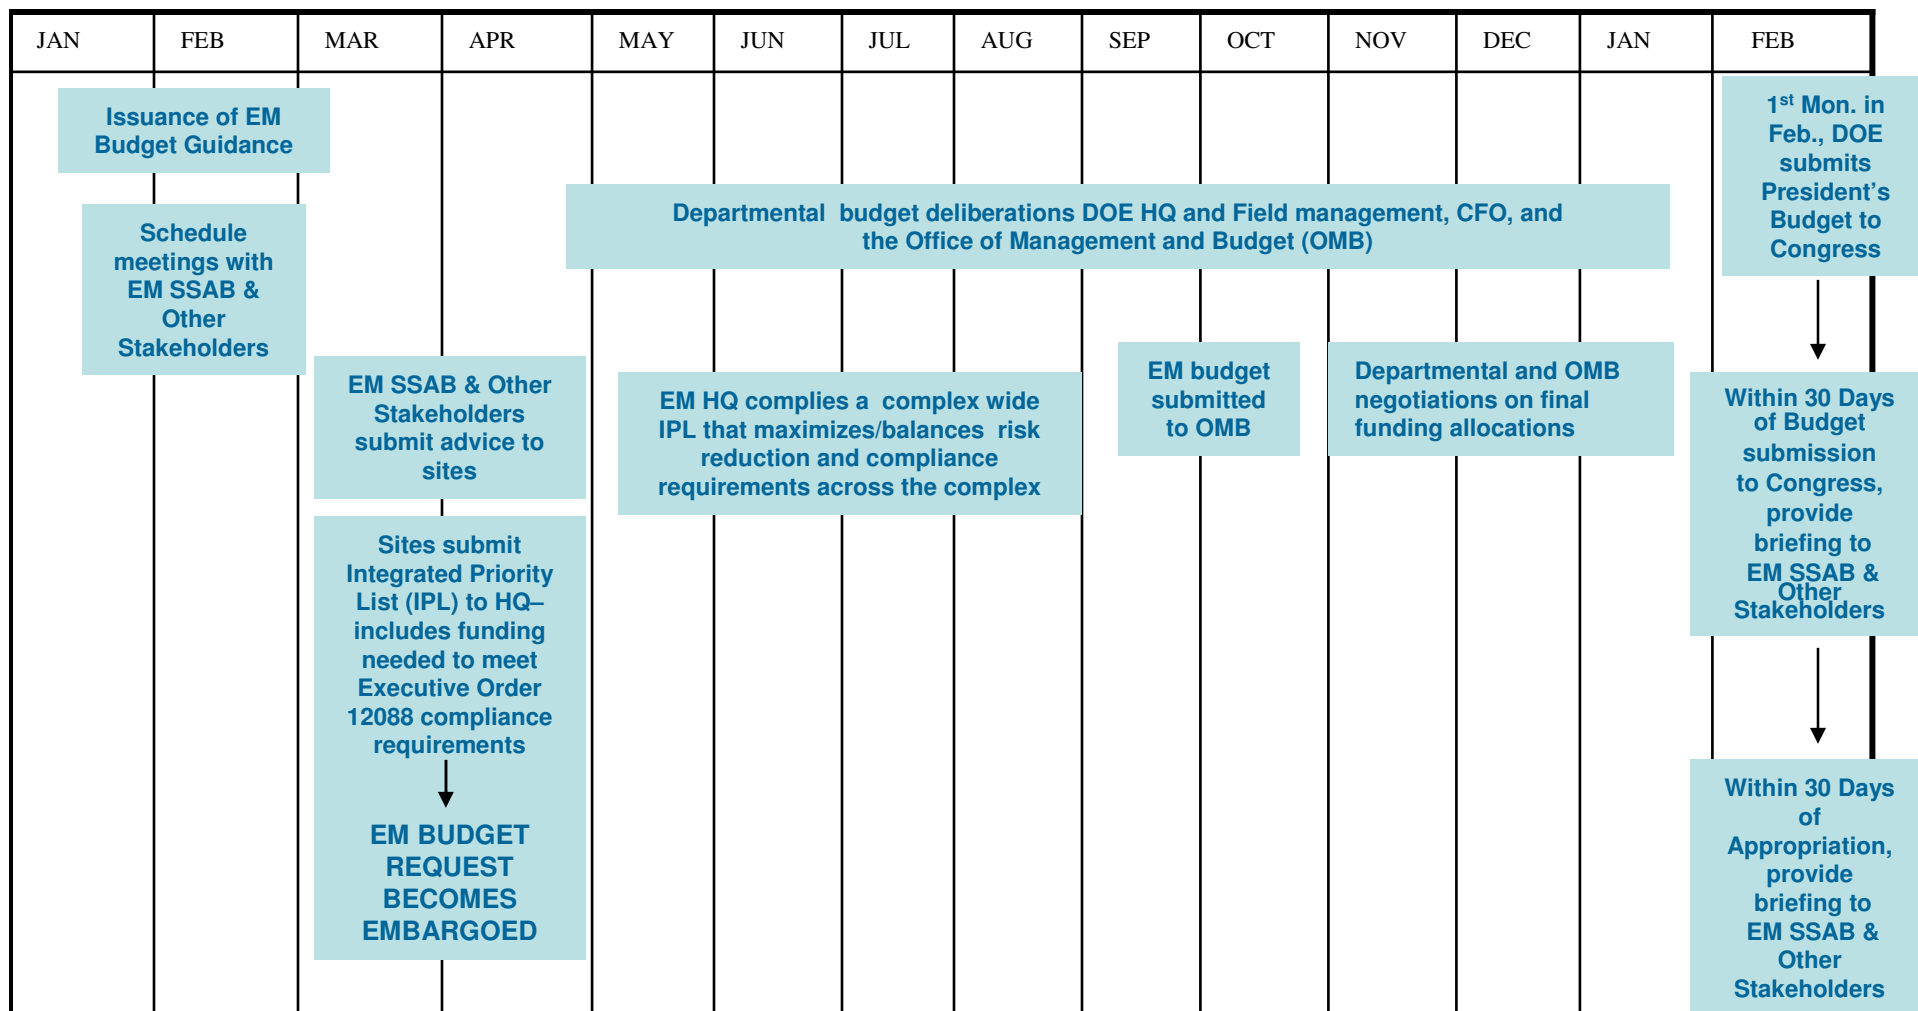 JAN FEB MAR APR MAY JUN JUL AUG SEP OCT NOV DEC JAN FEB
Issuance of EM
Budget Guidance
Schedule
meetings with
EM SSAB &
Other
Stakeholders
EM SSAB & Other
Stakeholders
submit advice to
sites
Sites submit
Integrated Priority
List (IPL) to HQ–
includes funding
needed to meet
Executive Order
12088 compliance
requirements
EM BUDGET
REQUEST
BECOMES
EMBARGOED
Departmental budget deliberations DOE HQ and Field management, CFO, and
the Office of Management and Budget (OMB)
EM HQ complies a complex wide
IPL that maximizes/balances risk
reduction and compliance
requirements across the complex
EM budget
submitted
to OMB
Departmental and OMB
negotiations on final
funding allocations
1st Mon. in
Feb., DOE
submits
President’s
Budget to
Congress
Within 30 Days
of Budget
submission
to Congress,
provide
briefing to
EM SSAB &
Other
Stakeholders
Within 30 Days
of
Appropriation,
provide
briefing to
EM SSAB &
Other
Stakeholders